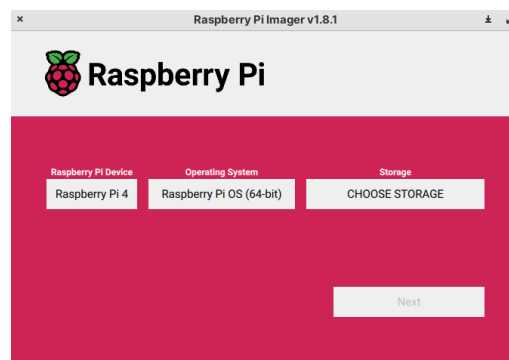 Raspberry Pi Imager v1.8.1
Raspberry Pi
Raspberry Pi Device Operating System Storage
Raspberry Pi 4 Raspberry Pi OS (64-bit) CHOOSE STORAGE
Next